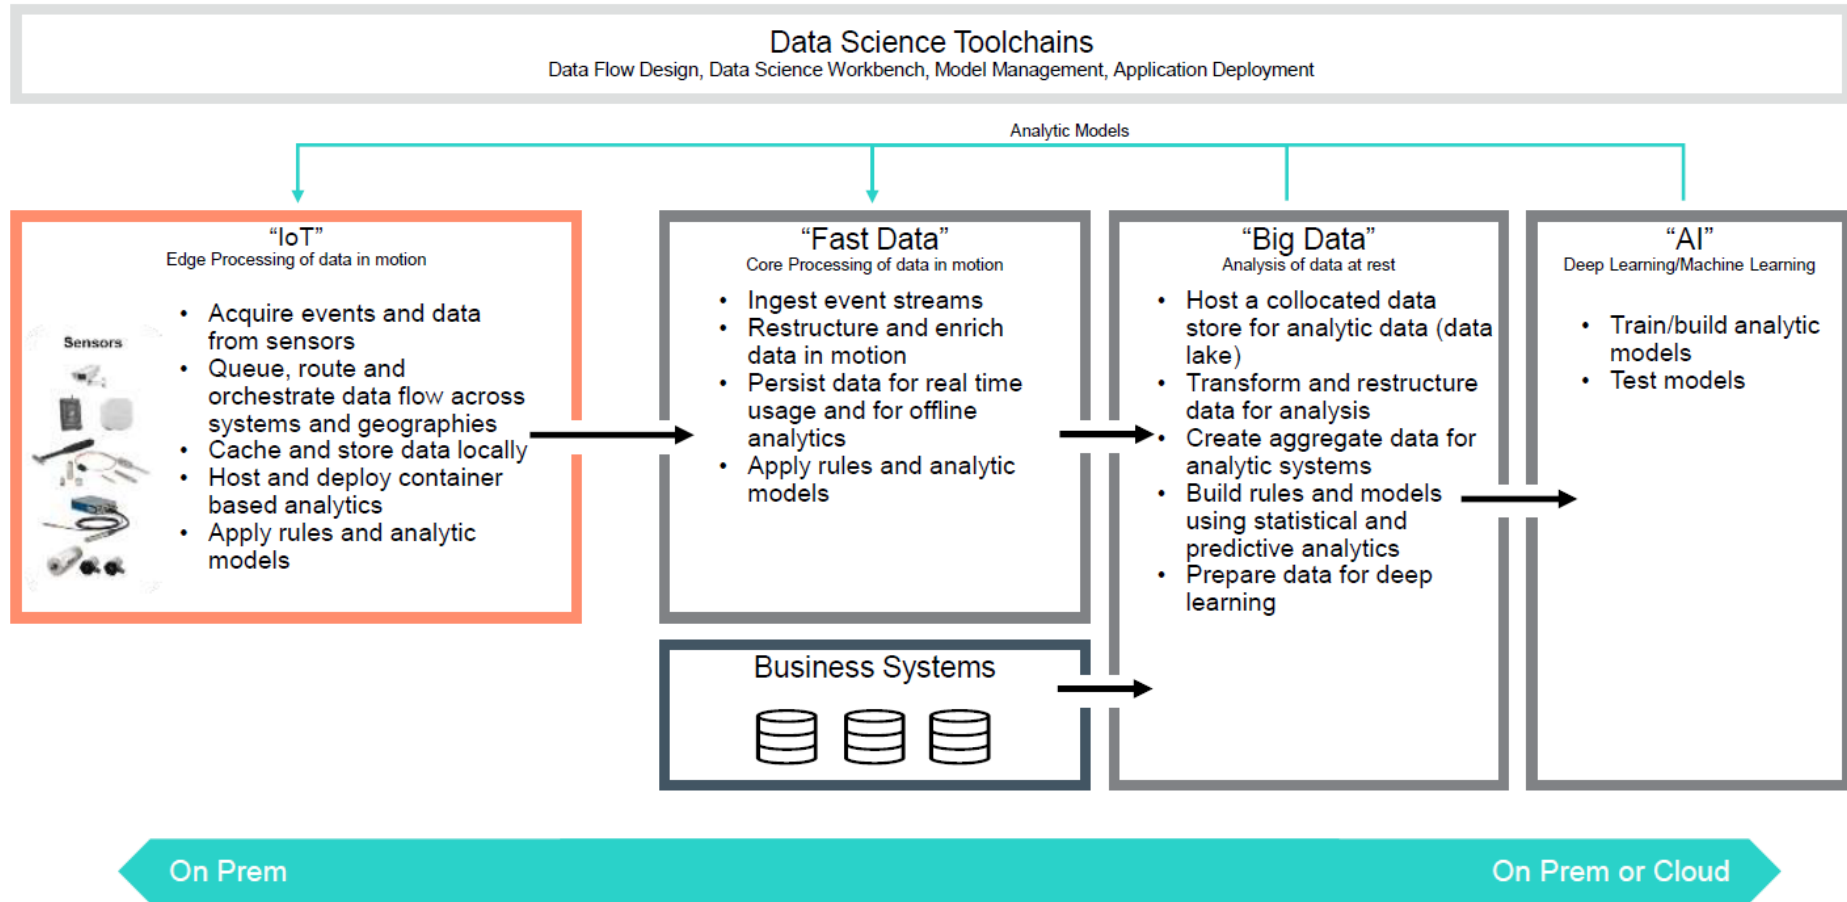 Data Science Toolchains
Data Flow Design, Data Science Workbench, Model Management, Application Deployment
Analytic Models
“IoT”
Edge Processing of data in motion
Sensors
• Acquire events and data
from sensors
• Queue, route and
orchestrate data flow across
systems and geographies
• Cache and store data locally
• Host and deploy container
based analytics
• Apply rules and analytic
models
“Fast Data”
Core Processing of data in motion
• Ingest event streams
• Restructure and enrich
data in motion
• Persist data for real time
usage and for offline
analytics
• Apply rules and analytic
models
Business Systems
“Big Data”
Analysis of data at rest
• Host a collocated data
store for analytic data (data
lake)
• Transform and restructure
data for analysis
• Create aggregate data for
analytic systems
• Build rules and models
using statistical and
predictive analytics
• Prepare data for deep
learning
“AI”
Deep Learning/Machine Learning
• Train/build analytic
models
• Test models
On Prem
On Prem or Cloud